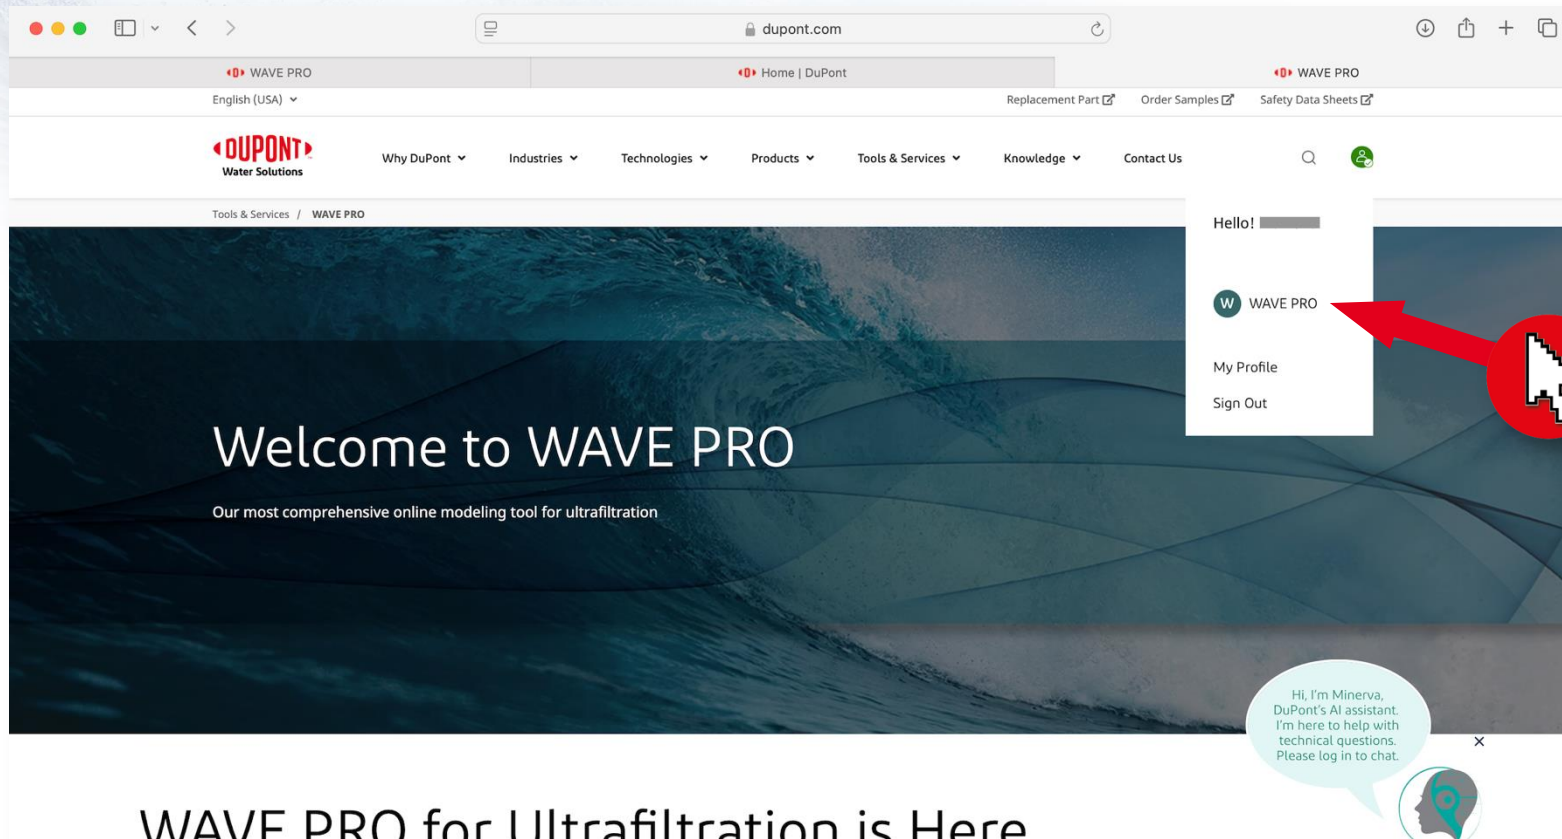 dupont.com
WAVE PRO
Home | DuPont
WAVE PRO
English (USA)
Replacement Part
Order Samples
Safety Data Sheets
DUPONT
Water Solutions
Why DuPont
Industries
Technologies
Products
Tools & Services
Knowledge
Contact Us
Tools & Services / WAVE PRO
Hello!
W WAVE PRO
My Profile
Sign Out
Welcome to WAVE PRO
Our most comprehensive online modeling tool for ultrafiltration
Hi, I'm Minerva,
DuPont's AI assistant.
I'm here to help with
technical questions.
Please log in to chat.
WAVE PRO for Ultrafiltration is Here